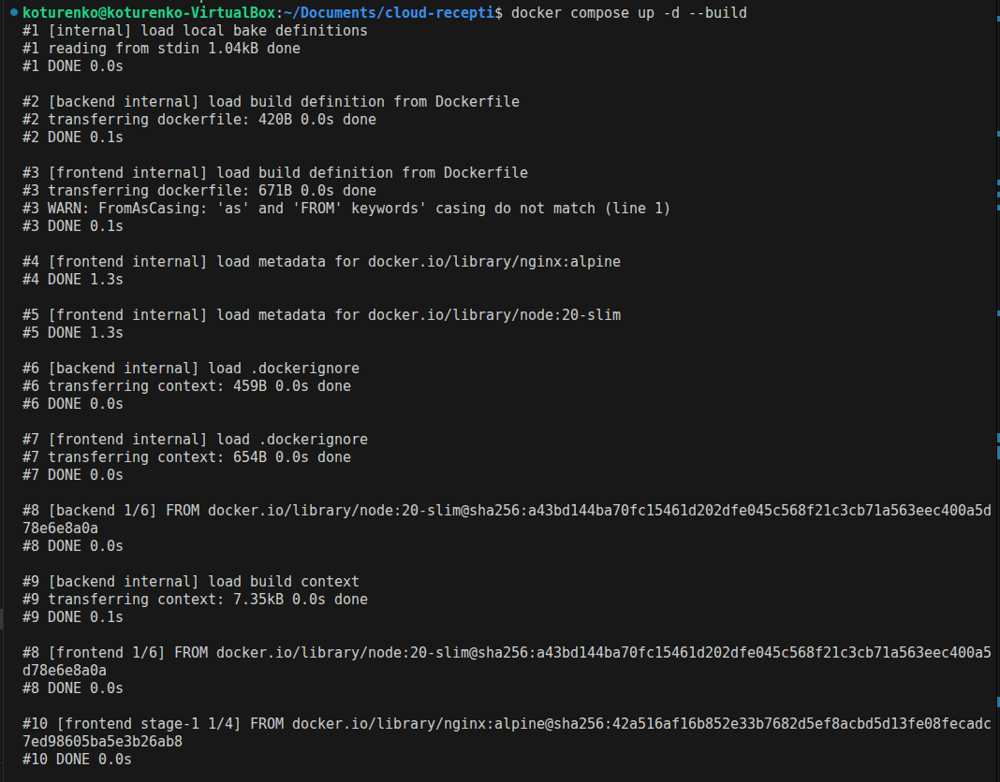 koturenko@koturenko-VirtualBox:~/Documents/cloud-recepti$ docker compose up -d --build
#1 [internal] load local bake definitions
#1 reading from stdin 1.04kB done
#1 DONE 0.0s
#2 [backend internal] load build definition from Dockerfile
#2 transferring dockerfile: 420B 0.0s done
#2 DONE 0.1s
#3 [frontend internal] load build definition from Dockerfile
#3 transferring dockerfile: 671B 0.0s done
#3 WARN: FromAsCasing: 'as' and 'FROM' keywords' casing do not match (line 1)
#3 DONE 0.1s
#4 [frontend internal] load metadata for docker.io/library/nginx:alpine
#4 DONE 1.3s
#5 [frontend internal] load metadata for docker.io/library/node:20-slim
#5 DONE 1.3s
#6 [backend internal] load .dockerignore
#6 transferring context: 459B 0.0s done
#6 DONE 0.0s
#7 [frontend internal] load .dockerignore
#7 transferring context: 654B 0.0s done
#7 DONE 0.0s
#8 [backend 1/6] FROM docker.io/library/node:20-slim@sha256:a43bd144ba70fc15461d202dfe045c568f21c3cb71a563eec400a5d
78e6e8a0a
#8 DONE 0.0s
#9 [backend internal] load build context
#9 transferring context: 7.35kB 0.0s done
#9 DONE 0.1s
#8 [frontend 1/6] FROM docker.io/library/node:20-slim@sha256:a43bd144ba70fc15461d202dfe045c568f21c3cb71a563eec400a5
d78e6e8a0a
#8 DONE 0.0s
#10 [frontend stage-1 1/4] FROM docker.io/library/nginx:alpine@sha256:42a516af16b852e33b7682d5ef8acbd5d13fe08fecadc
7ed98605ba5e3b26ab8
#10 DONE 0.0s